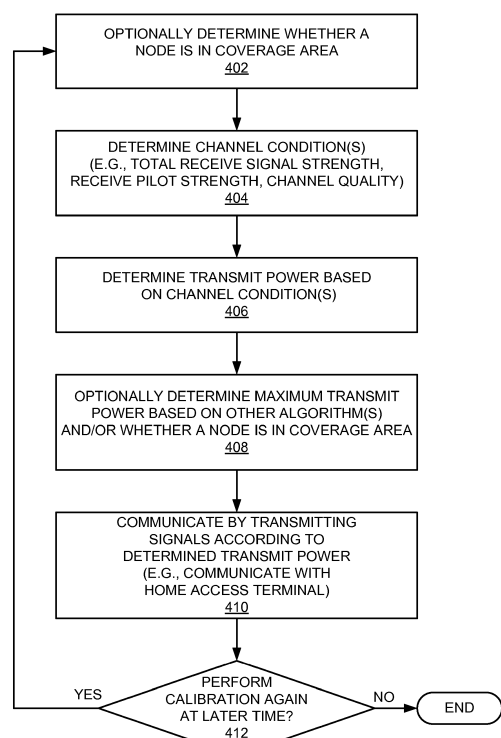 OPTIONALLY DETERMINE WHETHER A
NODE IS IN COVERAGE AREA
402
DETERMINE CHANNEL CONDITION(S)
(E.G., TOTAL RECEIVE SIGNAL STRENGTH,
RECEIVE PILOT STRENGTH, CHANNEL QUALITY)
404
DETERMINE TRANSMIT POWER BASED
ON CHANNEL CONDITION(S)
406
OPTIONALLY DETERMINE MAXIMUM TRANSMIT
POWER BASED ON OTHER ALGORITHM(S)
AND/OR WHETHER A NODE IS IN COVERAGE AREA
408
COMMUNICATE BY TRANSMITTING
SIGNALS ACCORDING TO
DETERMINED TRANSMIT POWER
(E.G., COMMUNICATE WITH
HOME ACCESS TERMINAL)
410
YES
PERFORM
CALIBRATION AGAIN
AT LATER TIME?
412
NO
END